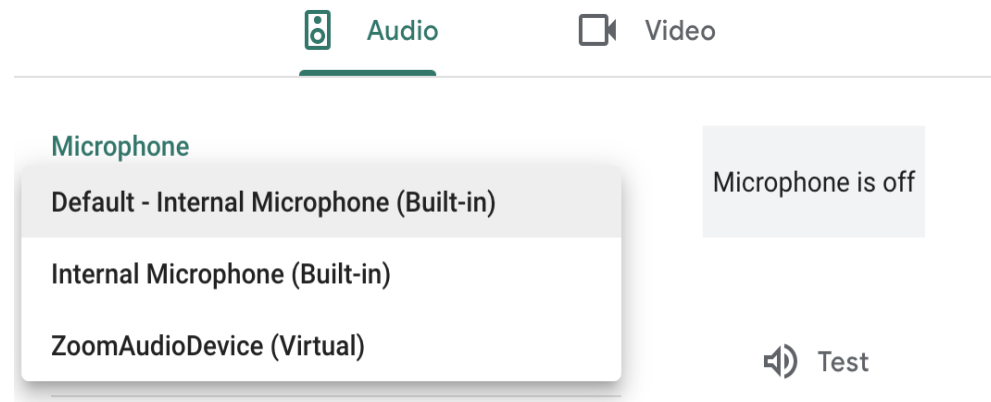 Audio
Video
Microphone
Default - Internal Microphone (Built-in)
Microphone is off
Internal Microphone (Built-in)
ZoomAudioDevice (Virtual)
Test